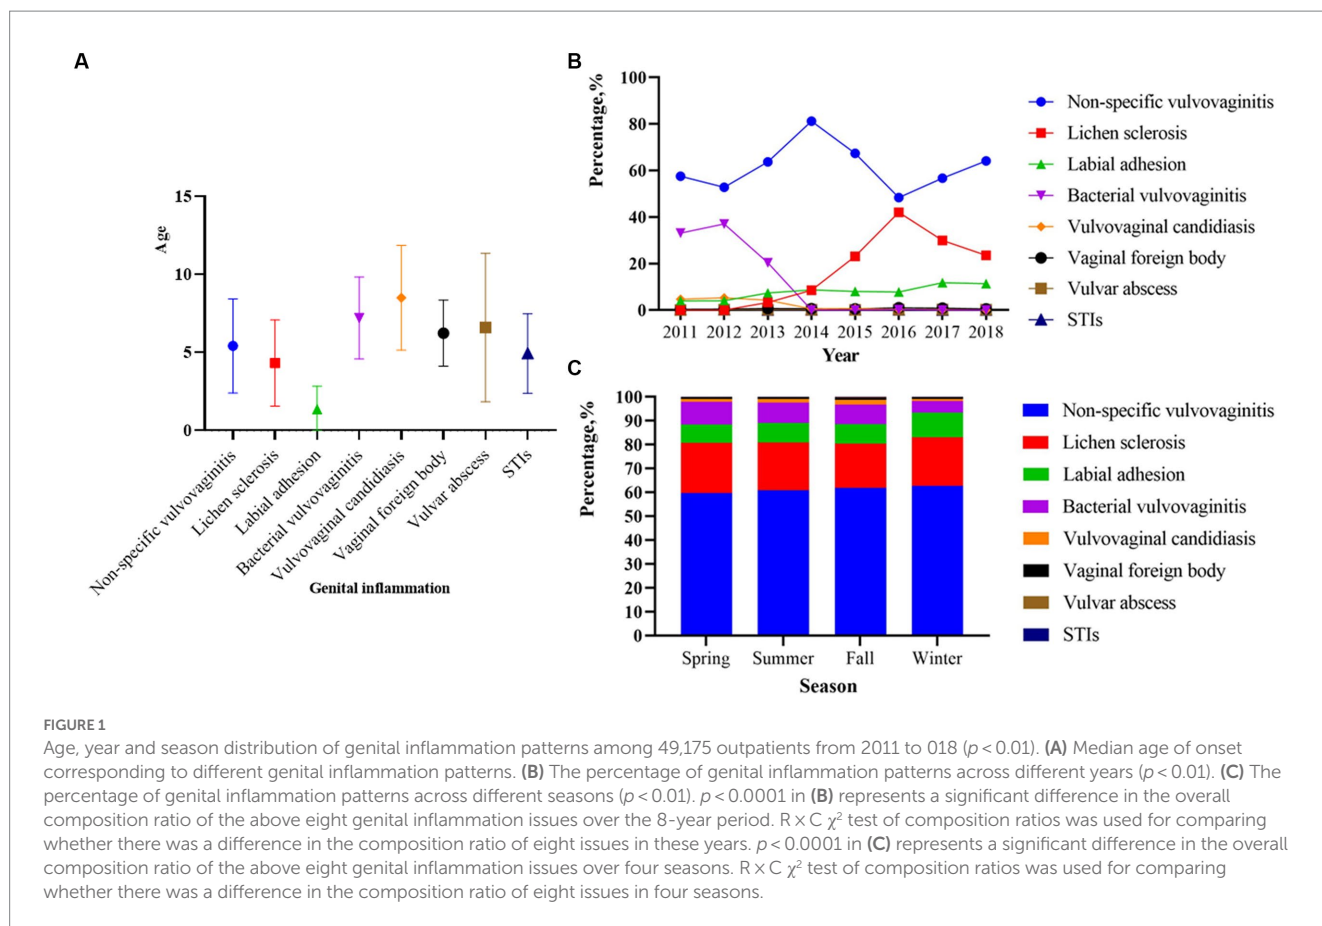 A
15
10
5
0
Age
Non-specific vulvovaginitis
Lichen sclerosis
Labial adhesion
Bacterial vulvovaginitis
Vulvovaginal candidiasis
Vaginal foreign body
Vulvar abscess
STIs
Genital inflammation
B
100
80
60
40
20
0
Percentage,%
2011 2012 2013 2014 2015 2016 2017 2018
Year
Non-specific vulvovaginitis
Lichen sclerosis
Labial adhesion
Bacterial vulvovaginitis
Vulvovaginal candidiasis
Vaginal foreign body
Vulvar abscess
STIs
C
100
90
80
70
60
50
40
30
20
10
0
Percentage,%
Spring Summer Fall Winter
Season
Non-specific vulvovaginitis
Lichen sclerosis
Labial adhesion
Bacterial vulvovaginitis
Vulvovaginal candidiasis
Vaginal foreign body
Vulvar abscess
STIs
FIGURE 1
Age, year and season distribution of genital inflammation patterns among 49,175 outpatients from 2011 to 018 (p < 0.01). (A) Median age of onset
corresponding to different genital inflammation patterns. (B) The percentage of genital inflammation patterns across different years (p < 0.01). (C) The
percentage of genital inflammation patterns across different seasons (p < 0.01). p < 0.0001 in (B) represents a significant difference in the overall
composition ratio of the above eight genital inflammation issues over the 8-year period. R × C χ² test of composition ratios was used for comparing
whether there was a difference in the composition ratio of eight issues in these years. p < 0.0001 in (C) represents a significant difference in the overall
composition ratio of the above eight genital inflammation issues over four seasons. R × C χ² test of composition ratios was used for comparing
whether there was a difference in the composition ratio of eight issues in four seasons.